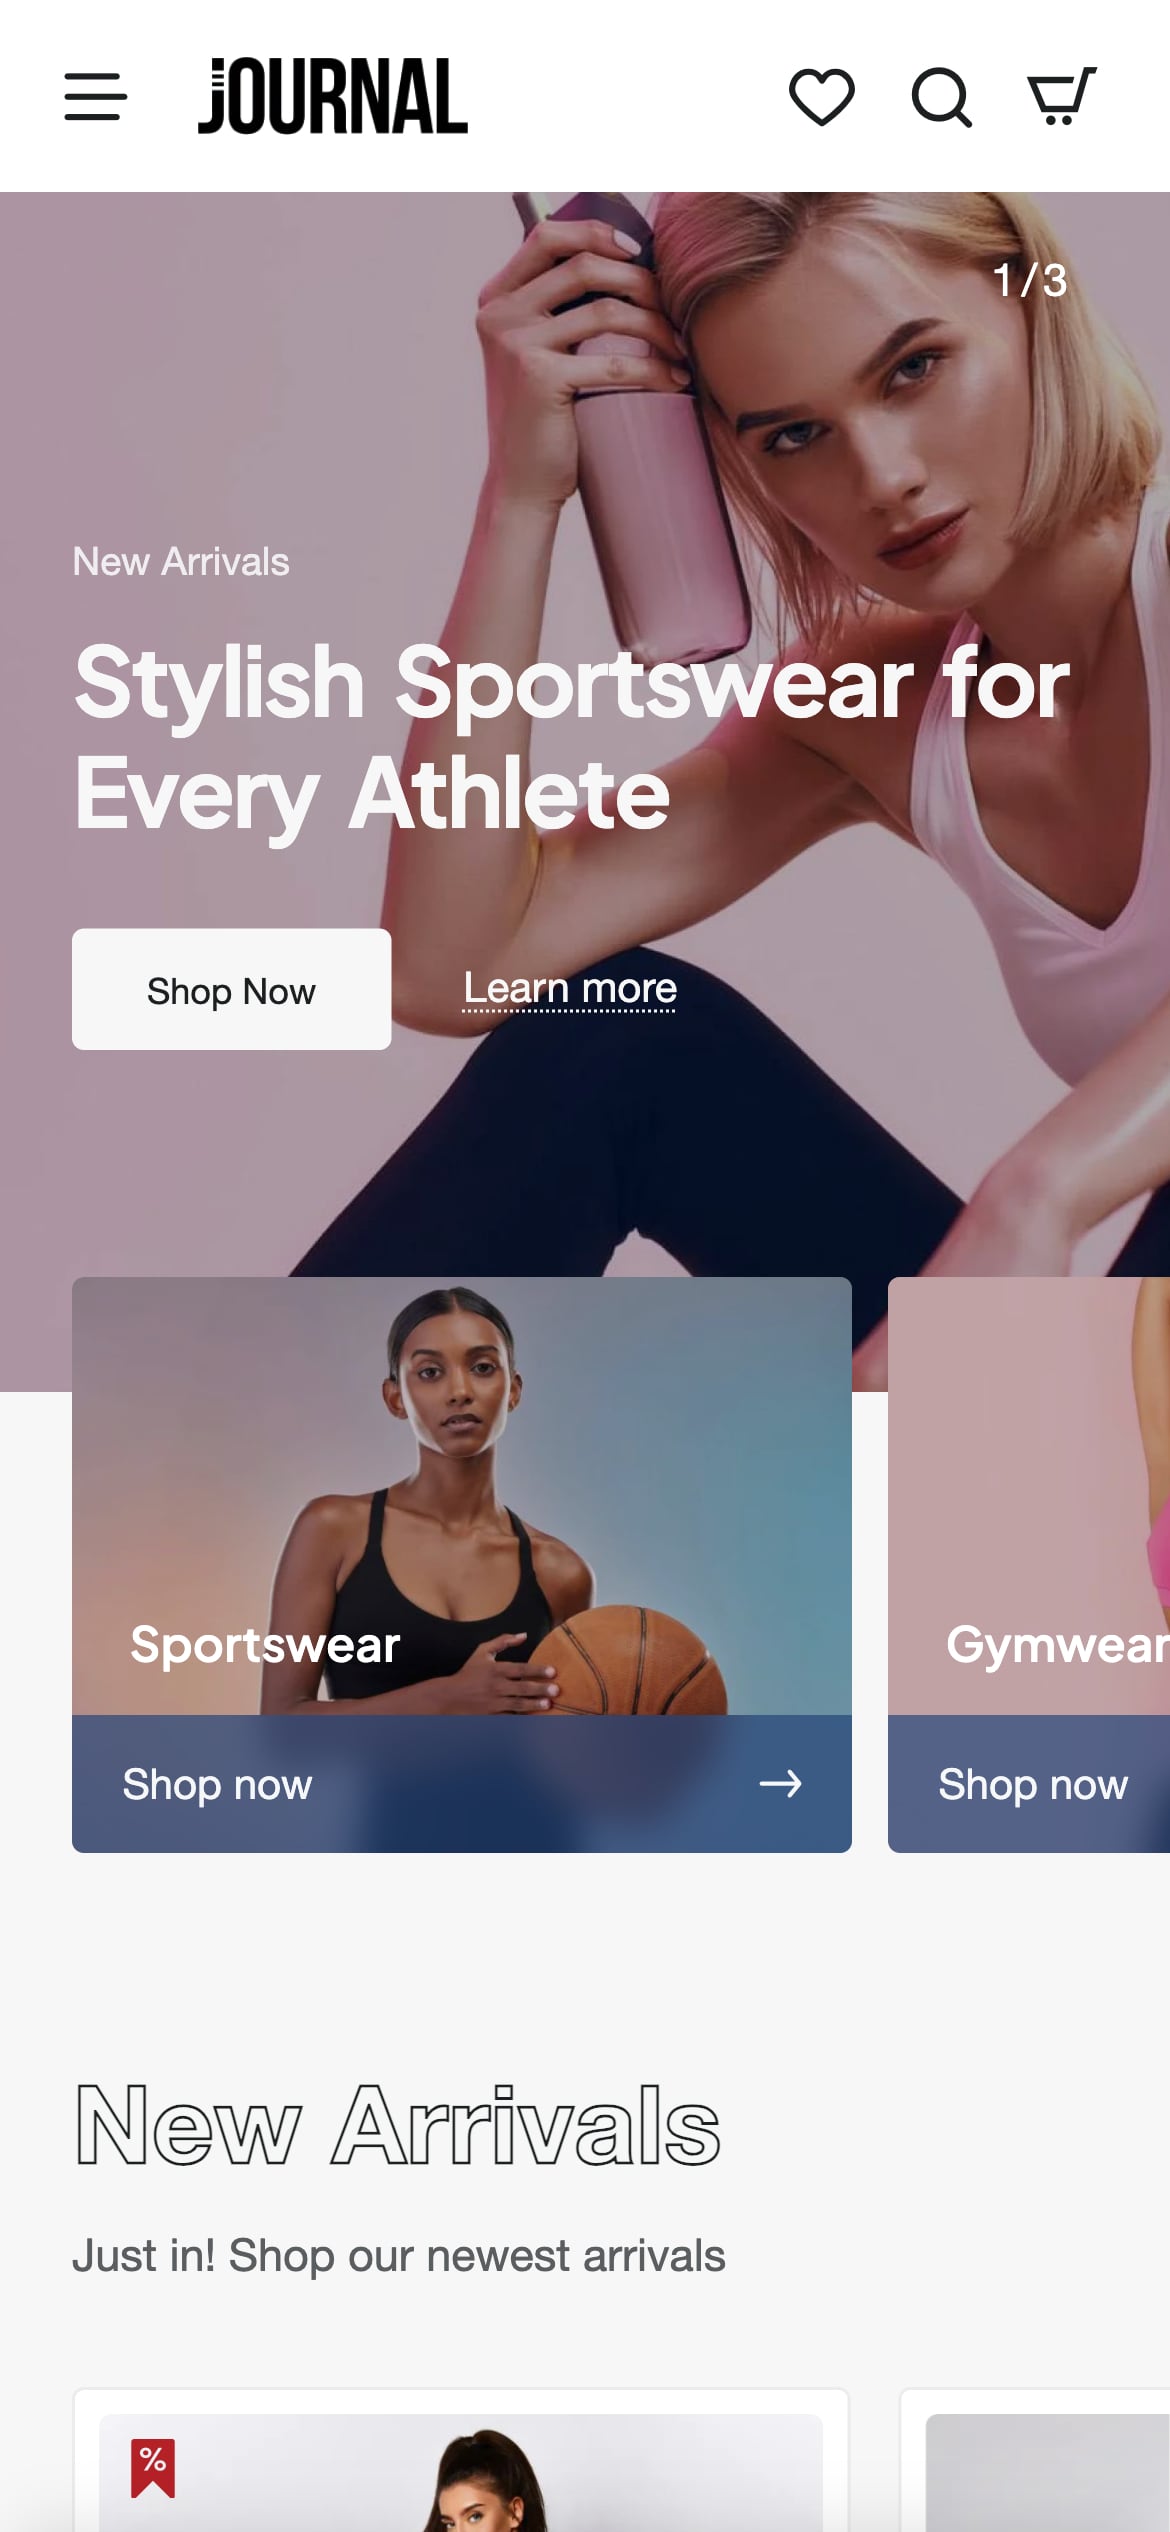 JOURNAL
1/3
New Arrivals
Stylish Sportswear for
Every Athlete
Shop Now
Learn more
Sportswear
Gymwear
Shop now
Shop now
New Arrivals
Just in! Shop our newest arrivals
%